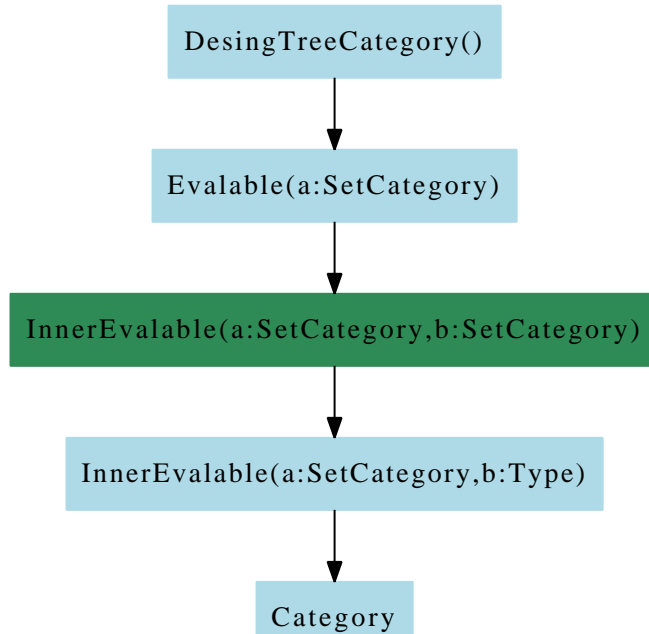 DesingTreeCategory()
Evalable(a:SetCategory)
InnerEvalable(a:SetCategory,b:SetCategory)
InnerEvalable(a:SetCategory,b:Type)
Category